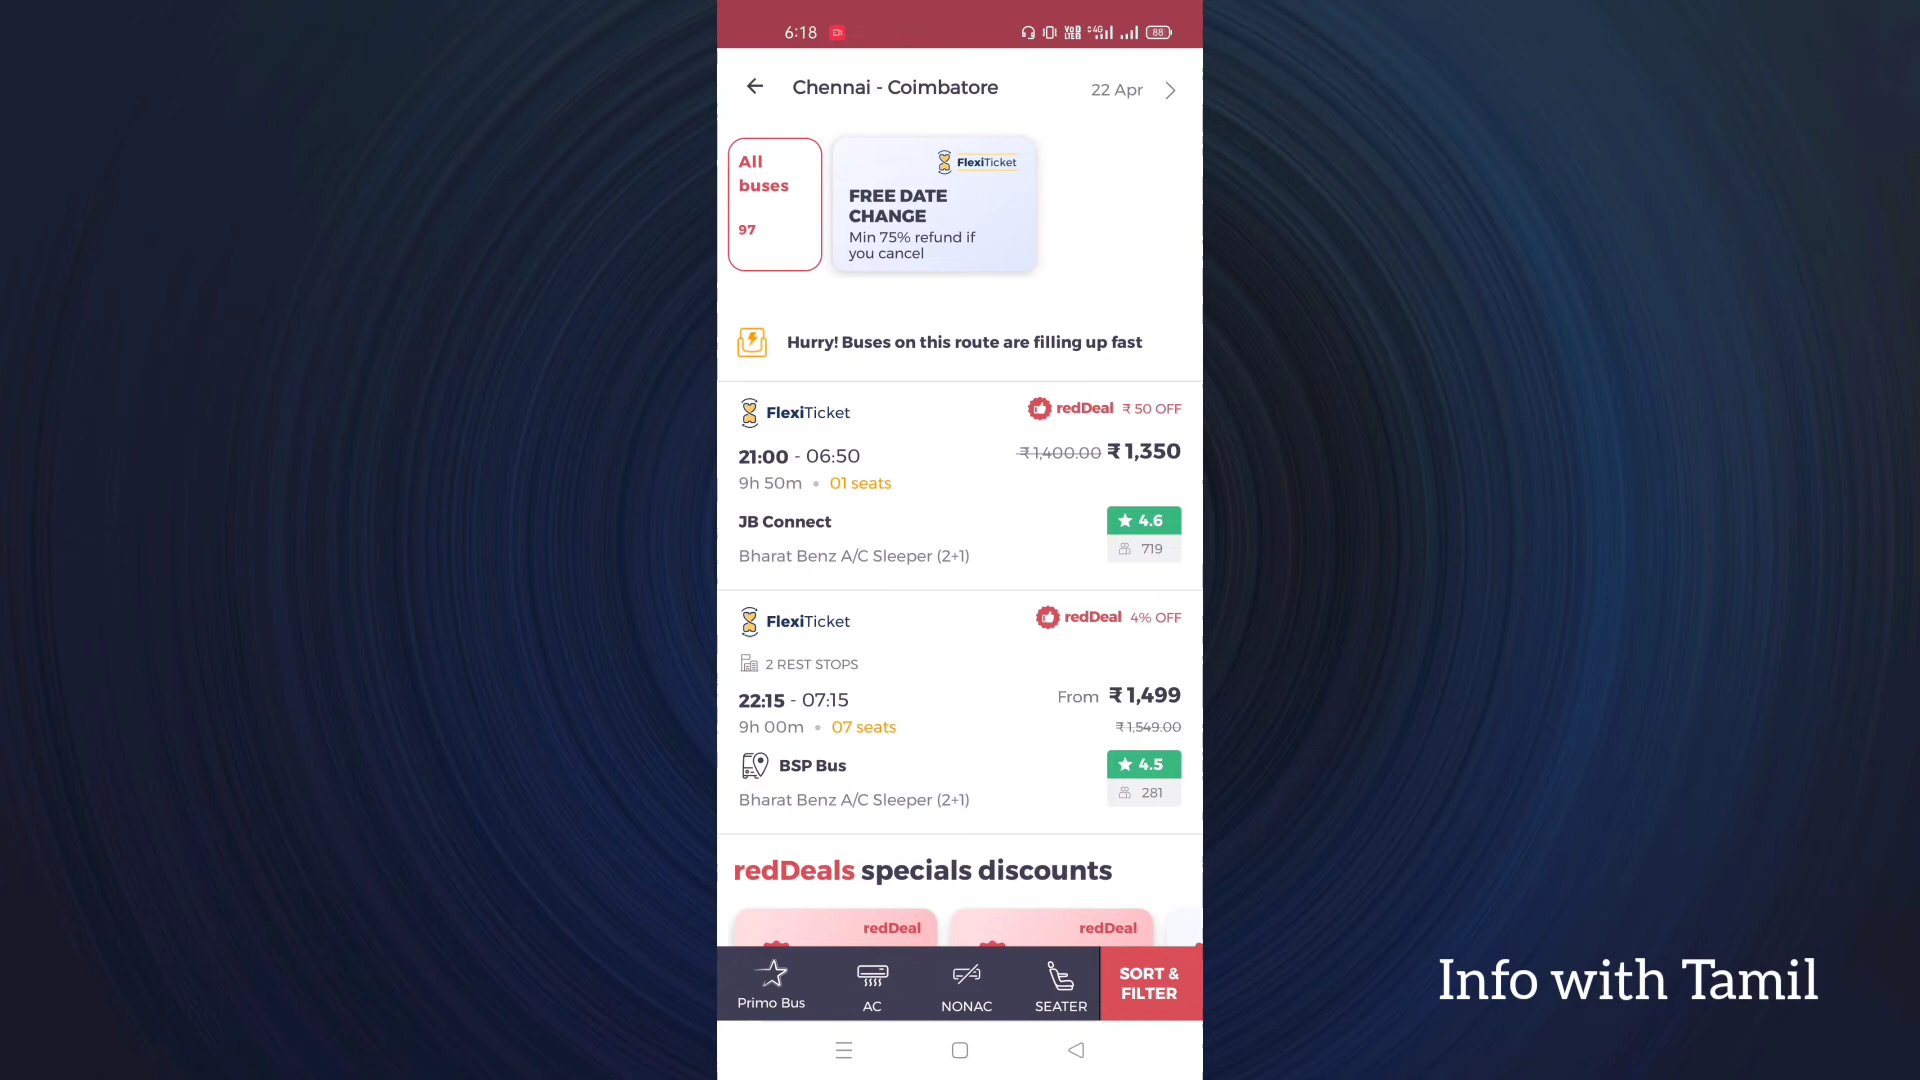 6:18
VoD LTE2
4G
88
Chennai - Coimbatore
22 Apr
All
buses
97
FlexiTicket
FREE DATE
CHANGE
Min 75% refund if
you cancel
Hurry! Buses on this route are filling up fast
FlexiTicket
redDeal ₹ 50 OFF
21:00 - 06:50
₹ 1,400.00 ₹ 1,350
9h 50m • 01 seats
JB Connect
4.6
Bharat Benz A/C Sleeper (2+1)
719
FlexiTicket
redDeal 4% OFF
2 REST STOPS
22:15 - 07:15
From ₹ 1,499
9h 00m • 07 seats
₹ 1,549.00
BSP Bus
4.5
Bharat Benz A/C Sleeper (2+1)
281
redDeals specials discounts
redDeal
redDeal
Primo Bus
AC
NONAC
SEATER
SORT &
FILTER
Info with Tamil